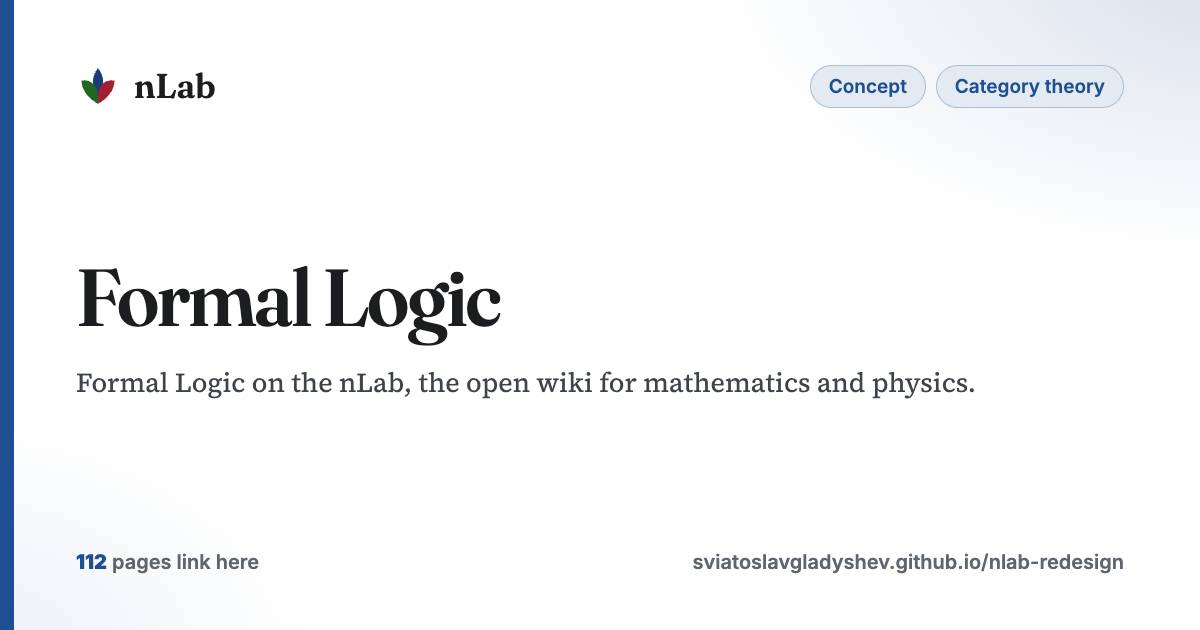 nLab
Concept
Category theory
Formal Logic
Formal Logic on the nLab, the open wiki for mathematics and physics.
112 pages link here
sviatoslavgladyshev.github.io/nlab-redesign